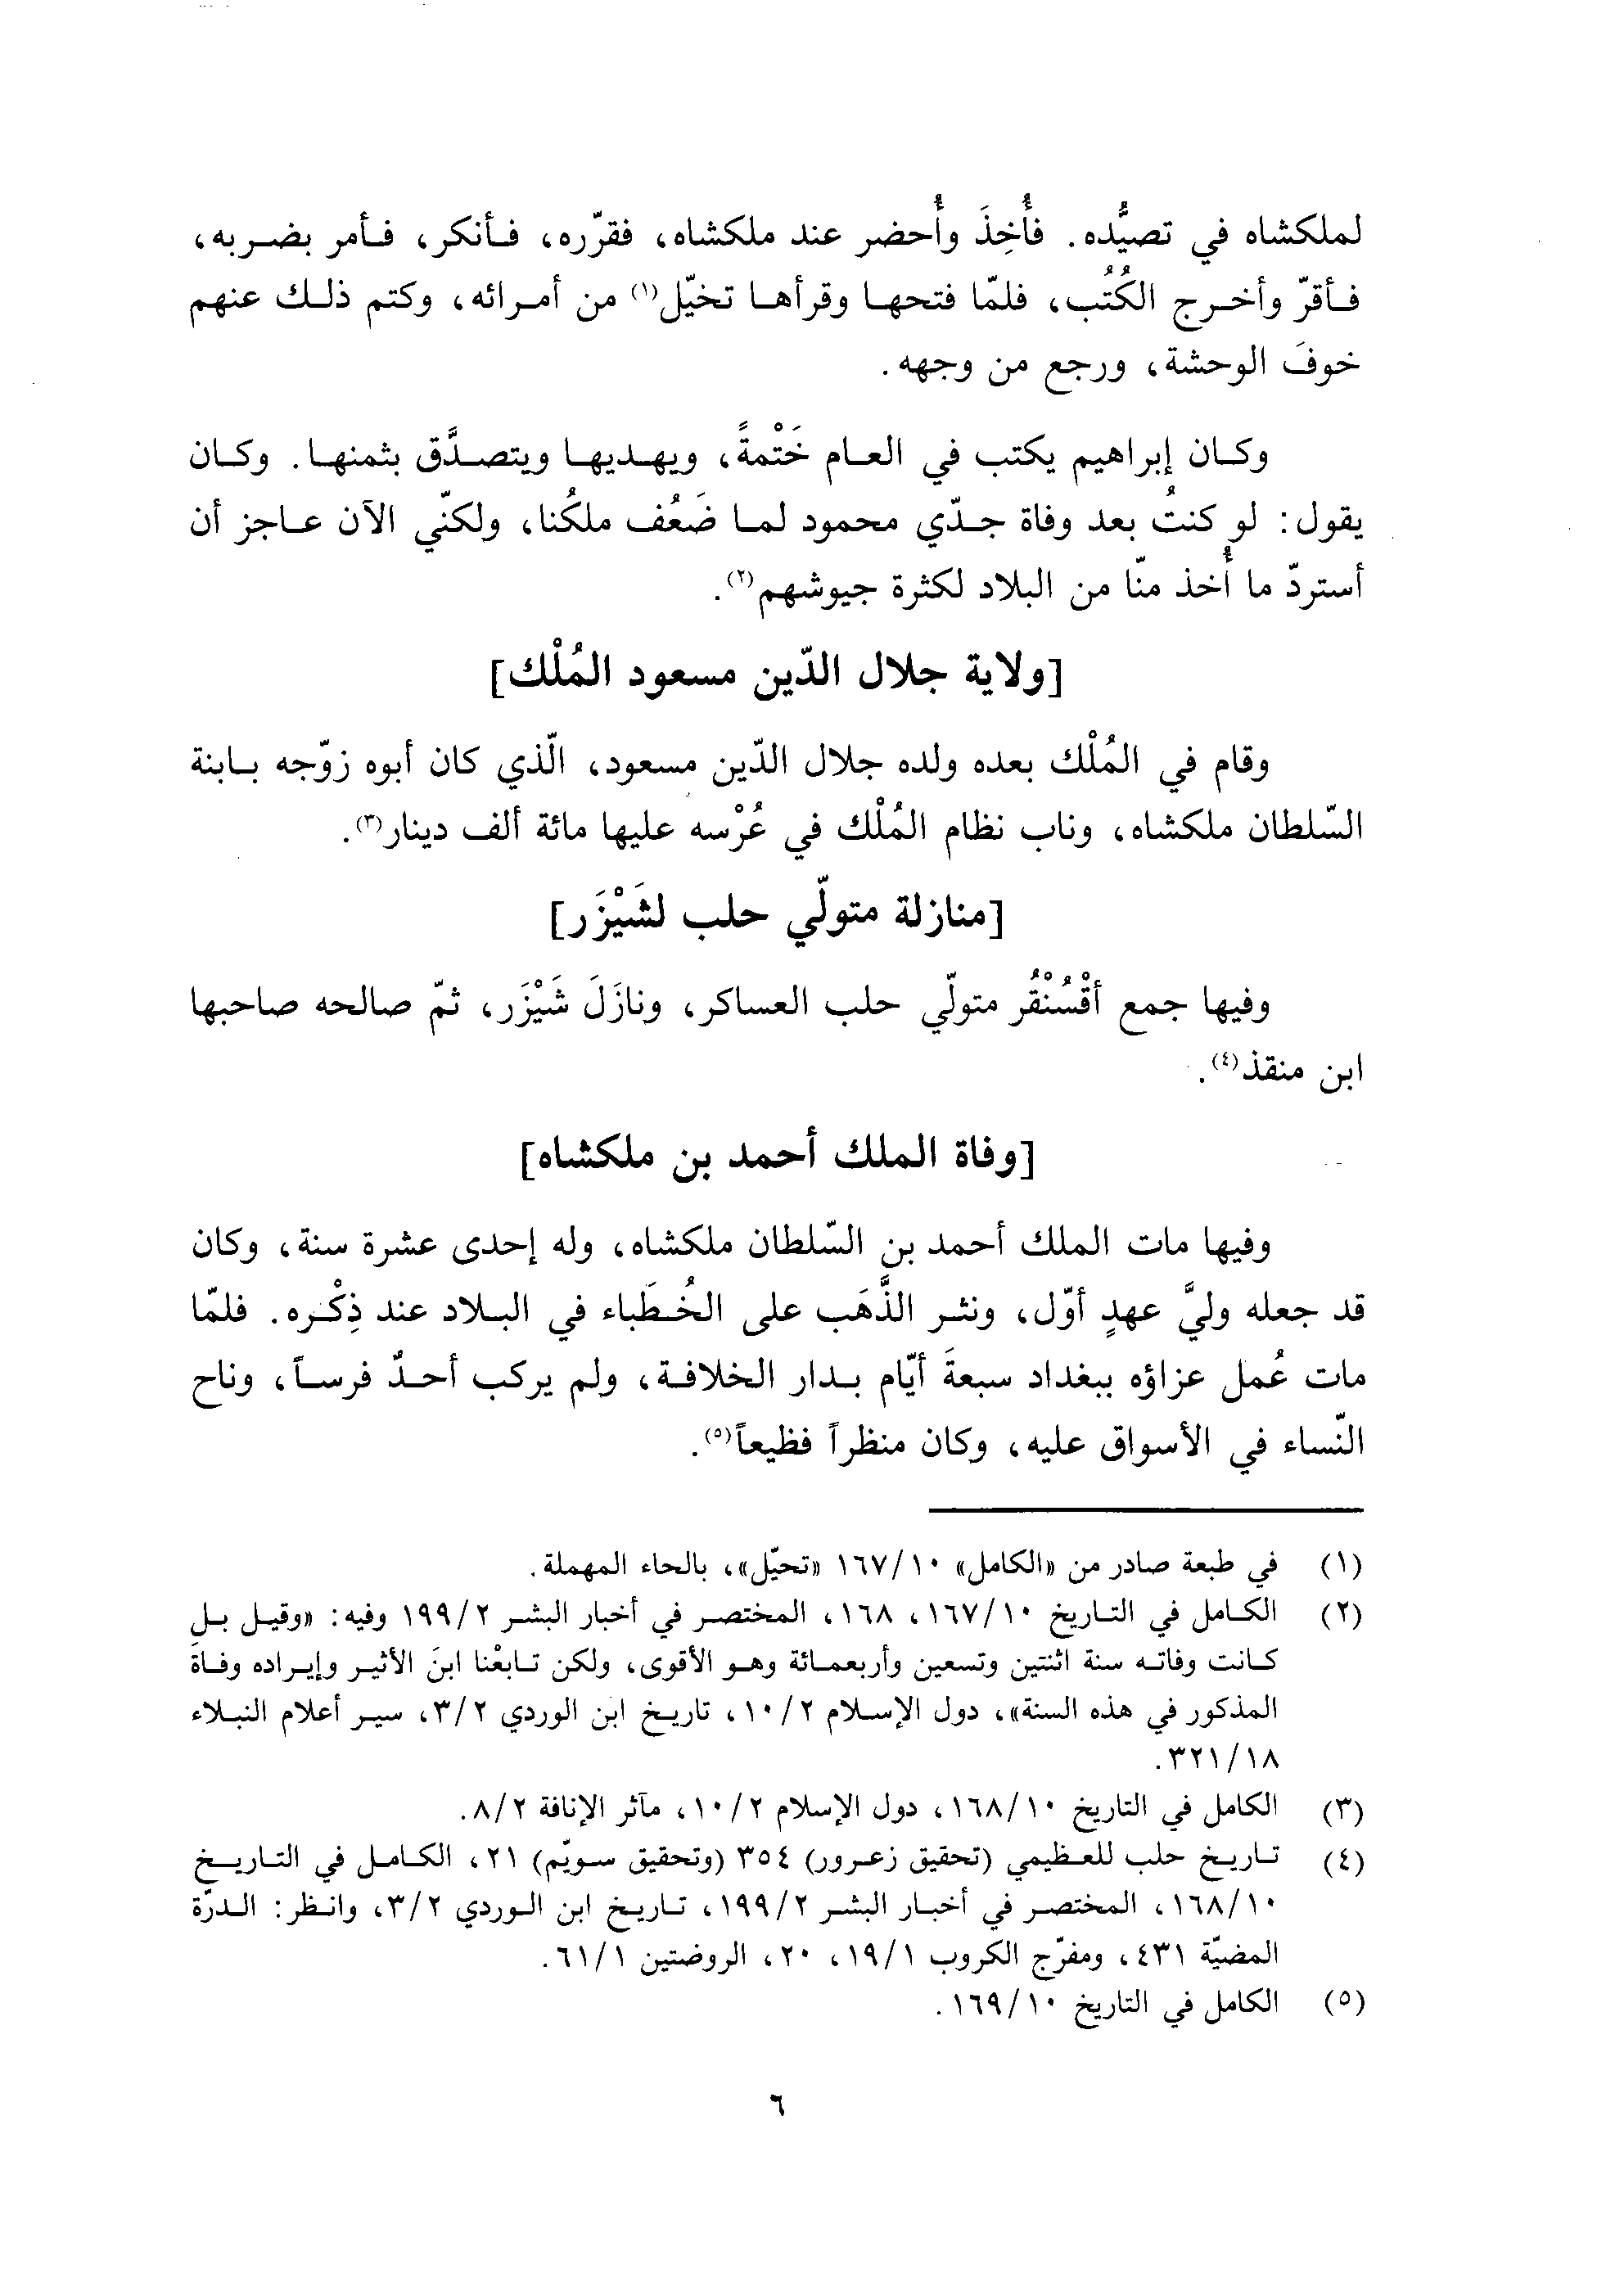 لملكشاه في تصيُّده. فأُخِذَ وأُحضر عند ملكشاه، فقرّره، فأنكر، فأمر بضربه،
فأقرّ وأخرج الكُتُب، فلمّا فتحها وقرأها تخيّل(١) من أمرائه، وكتم ذلك عنهم
خوفَ الوحشة، ورجع من وجهه.
وكان إبراهيم يكتب في العام خَتْمةً، ويهديها ويتصدَّق بثمنها. وكان
يقول: لو كنتُ بعد وفاة جدّي محمود لما ضَعُف ملكُنا، ولكنّي الآن عاجز أن
أستردّ ما أُخذ منّا من البلاد لكثرة جيوشهم(٢).
[ولاية جلال الدّين مسعود المُلْك]
وقام في المُلْك بعده ولده جلال الدّين مسعود، الّذي كان أبوه زوّجه بابنة
السّلطان ملكشاه، وناب نظام المُلْك في عُرْسه عليها مائة ألف دينار(٣).
[منازلة متولّي حلب لشَيْزَر]
وفيها جمع أقْسُنْقُر متولّي حلب العساكر، ونازَلَ شَيْزَر، ثمّ صالحه صاحبها
ابن منقذ(٤).
[وفاة الملك أحمد بن ملكشاه]
وفيها مات الملك أحمد بن السّلطان ملكشاه، وله إحدى عشرة سنة، وكان
قد جعله وليَّ عهدٍ أوّل، ونثر الذَّهَب على الخُطَباء في البلاد عند ذِكْره. فلمّا
مات عُمل عزاؤه ببغداد سبعةَ أيّام بدار الخلافة، ولم يركب أحدٌ فرساً، وناح
النّساء في الأسواق عليه، وكان منظراً فظيعاً(٥).
(١) في طبعة صادر من «الكامل» ١٦٧/١٠ «تحيّل»، بالحاء المهملة.
(٢) الكامل في التاريخ ١٦٧/١٠، ١٦٨، المختصر في أخبار البشر ١٩٩/٢ وفيه: «وقيل بل
كانت وفاته سنة اثنتين وتسعين وأربعمائة وهو الأقوى، ولكن تابعْنا ابنَ الأثير وإيراده وفاةَ
المذكور في هذه السنة»، دول الإسلام ١٠/٢، تاريخ ابن الوردي ٣/٢، سير أعلام النبلاء
٣٢١/١٨.
(٣) الكامل في التاريخ ١٦٨/١٠، دول الإسلام ١٠/٢، مآثر الإنافة ٨/٢.
(٤) تاريخ حلب للعظيمي (تحقيق زعرور) ٣٥٤ (وتحقيق سويّم) ٢١، الكامل في التاريخ
١٦٨/١٠، المختصر في أخبار البشر ١٩٩/٢، تاريخ ابن الوردي ٣/٢، وانظر: الدرّة
المضيّة ٤٣١، ومفرّج الكروب ١٩/١، ٢٠، الروضتين ٦١/١.
(٥) الكامل في التاريخ ١٦٩/١٠.
٦